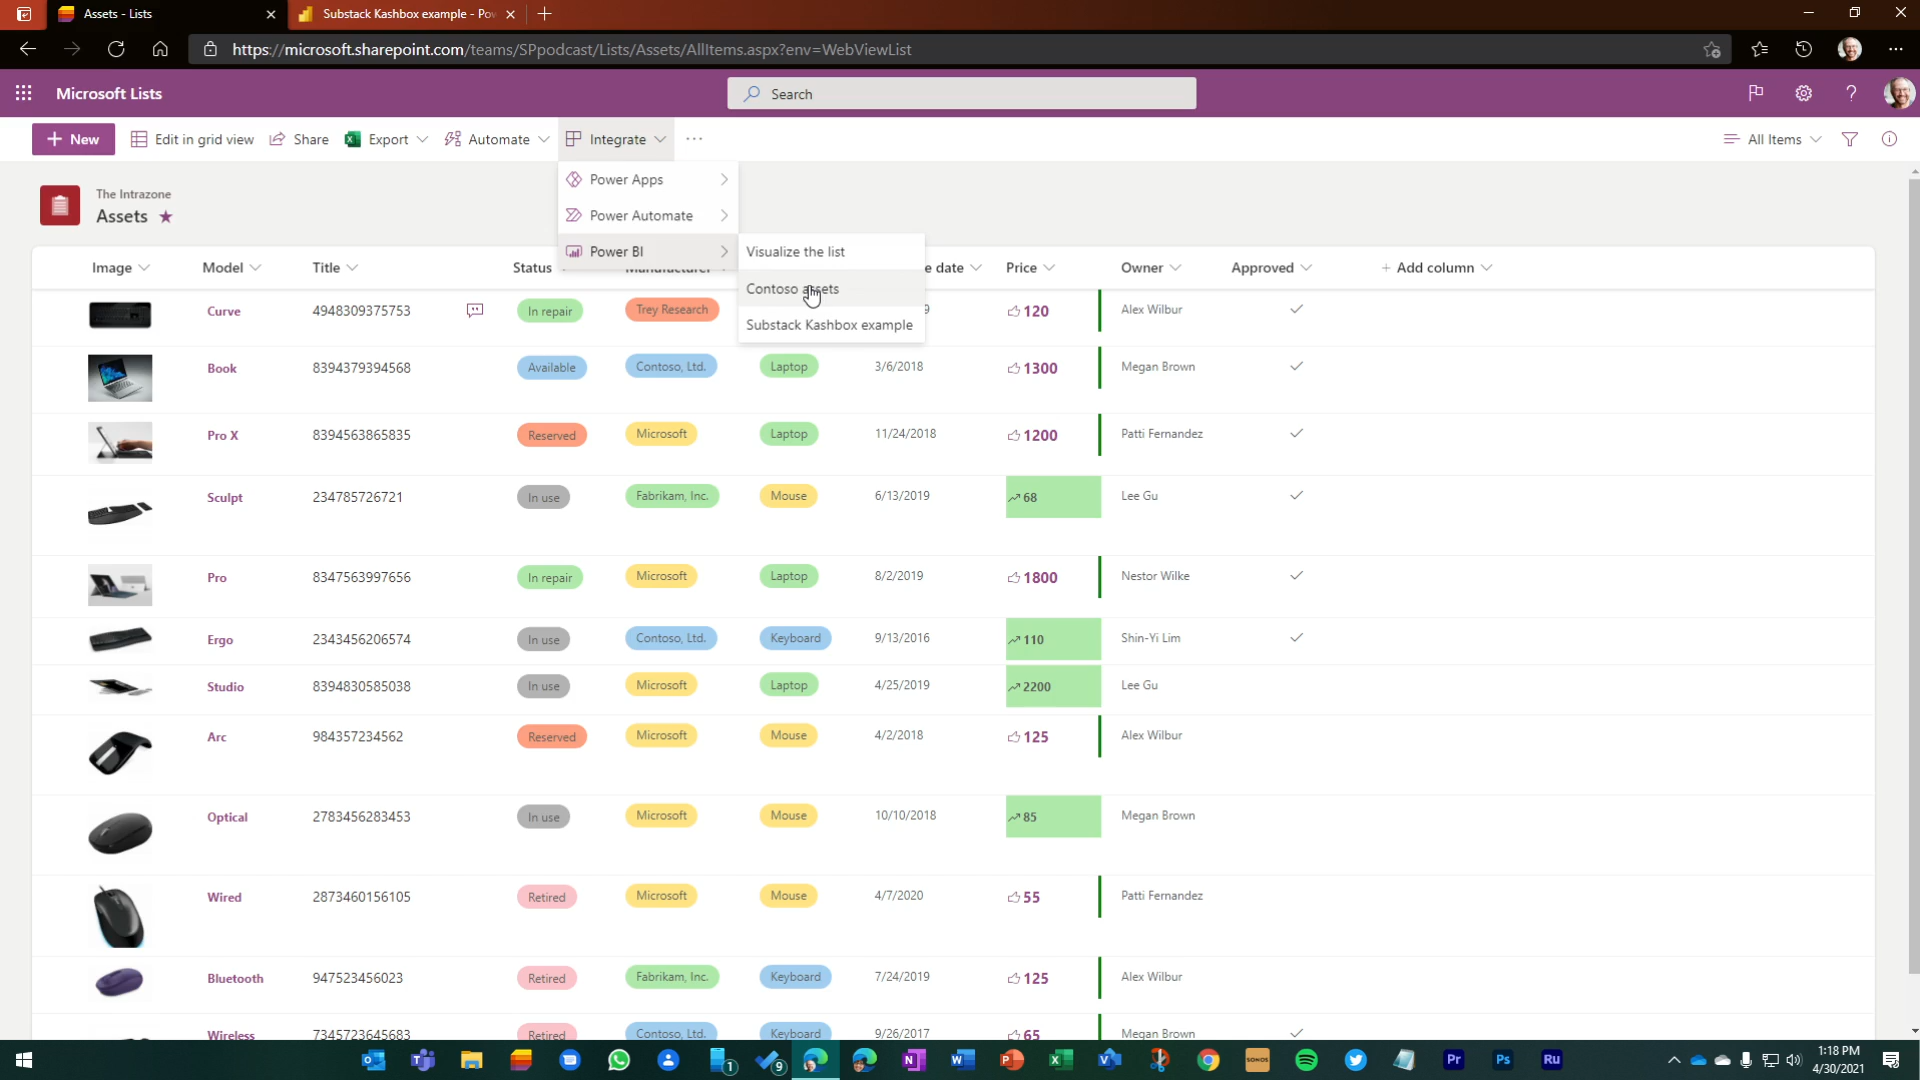 Assets - Lists
Substack Kashbox example - Po
https://microsoft.sharepoint.com/teams/SPpodcast/Lists/Assets/AllItems.aspx?env=WebViewList
Microsoft Lists
Search
New
Edit in grid view
Share
Export
Automate
Integrate
All Items
Power Apps
Power Automate
Power BI
Visualize the list
Contoso assets
Substack Kashbox example
The Intrazone
Assets
Image Model Title Status Manufacturer e date Price Owner Approved + Add column
Curve 4948309375753 In repair Trey Research 9 120 Alex Wilbur
Book 8394379394568 Available Contoso, Ltd. Laptop 3/6/2018 1300 Megan Brown
Pro X 8394563865835 Reserved Microsoft Laptop 11/24/2018 1200 Patti Fernandez
Sculpt 234785726721 In use Fabrikam, Inc. Mouse 6/13/2019 68 Lee Gu
Pro 8347563997656 In repair Microsoft Laptop 8/2/2019 1800 Nestor Wilke
Ergo 2343456206574 In use Contoso, Ltd. Keyboard 9/13/2016 110 Shin-Yi Lim
Studio 8394830585038 In use Microsoft Laptop 4/25/2019 2200 Lee Gu
Arc 984357234562 Reserved Microsoft Mouse 4/2/2018 125 Alex Wilbur
Optical 2783456283453 In use Microsoft Mouse 10/10/2018 85 Megan Brown
Wired 2873460156105 Retired Microsoft Mouse 4/7/2020 55 Patti Fernandez
Bluetooth 947523456023 Retired Fabrikam, Inc. Keyboard 7/24/2019 125 Alex Wilbur
Wireless 7345723645683 Retired Contoso, Ltd. Keyboard 9/26/2017 65 Megan Brown
1
9
SONOS
Pr
Ps
Ru
1:18 PM
4/30/2021